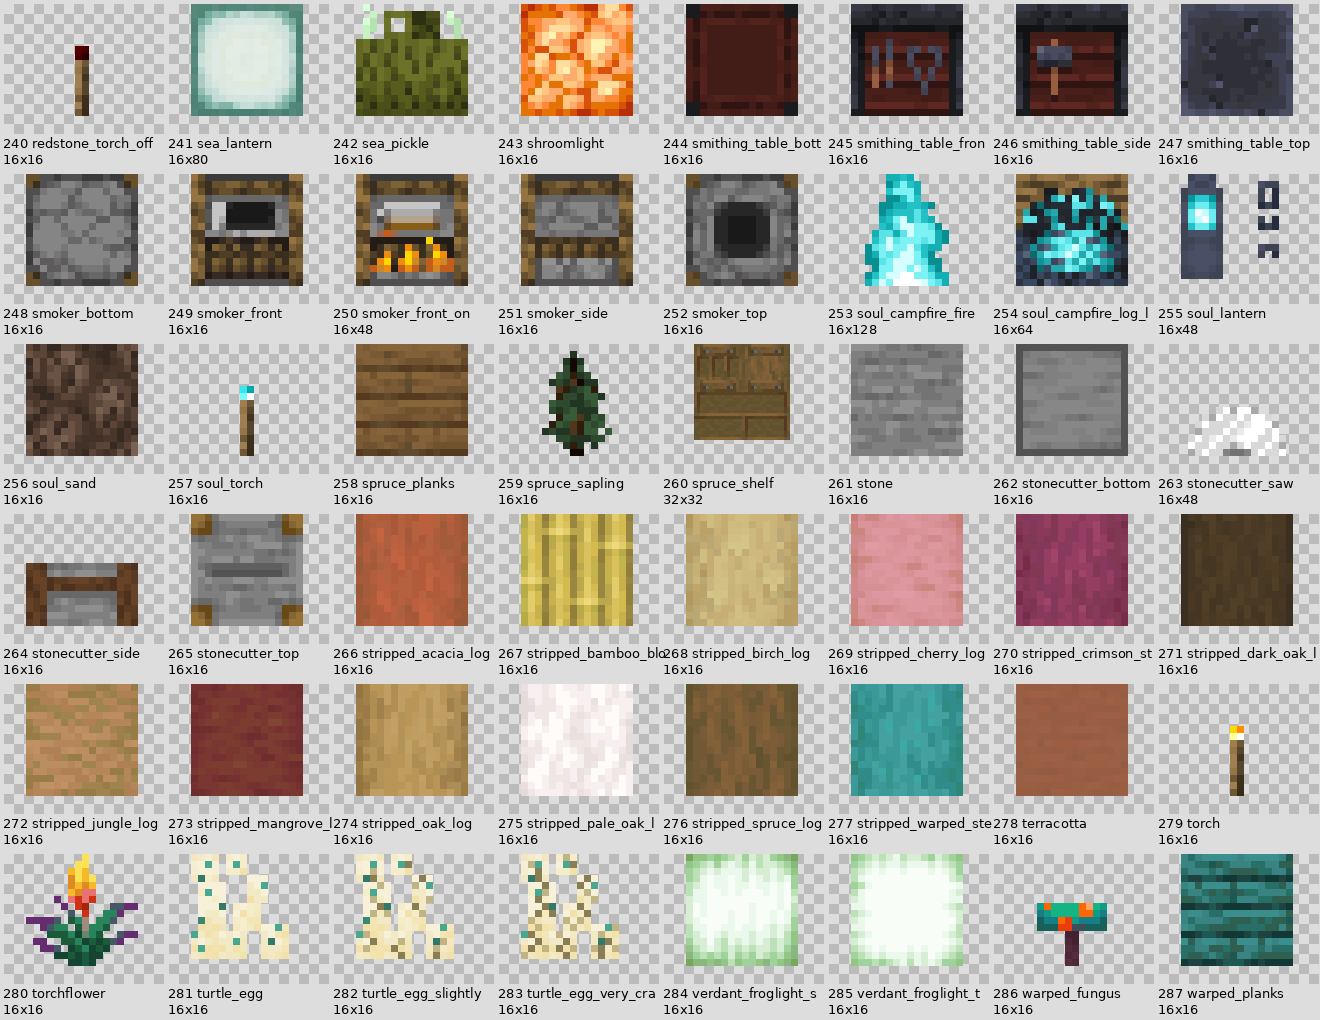 240 redstone_torch_off
16x16
241 sea_lantern
16x80
242 sea_pickle
16x16
243 shroomlight
16x16
244 smithing_table_bott
16x16
245 smithing_table_fron
16x16
246 smithing_table_side
16x16
247 smithing_table_top
16x16
248 smoker_bottom
16x16
249 smoker_front
16x16
250 smoker_front_on
16x48
251 smoker_side
16x16
252 smoker_top
16x16
253 soul_campfire_fire
16x128
254 soul_campfire_log_l
16x64
255 soul_lantern
16x48
256 soul_sand
16x16
257 soul_torch
16x16
258 spruce_planks
16x16
259 spruce_sapling
16x16
260 spruce_shelf
32x32
261 stone
16x16
262 stonecutter_bottom
16x16
263 stonecutter_saw
16x48
264 stonecutter_side
16x16
265 stonecutter_top
16x16
266 stripped_acacia_log
16x16
267 stripped_bamboo_blo
16x16
268 stripped_birch_log
16x16
269 stripped_cherry_log
16x16
270 stripped_crimson_st
16x16
271 stripped_dark_oak_l
16x16
272 stripped_jungle_log
16x16
273 stripped_mangrove_l
16x16
274 stripped_oak_log
16x16
275 stripped_pale_oak_l
16x16
276 stripped_spruce_log
16x16
277 stripped_warped_ste
16x16
278 terracotta
16x16
279 torch
16x16
280 torchflower
16x16
281 turtle_egg
16x16
282 turtle_egg_slightly
16x16
283 turtle_egg_very_cra
16x16
284 verdant_froglight_s
16x16
285 verdant_froglight_t
16x16
286 warped_fungus
16x16
287 warped_planks
16x16